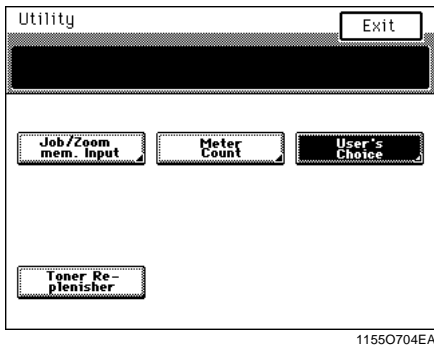 Utility
Exit
Job/Zoom
mem. Input
Meter
Count
User's
Choice
Toner Re-
plenisher
1155O704EA